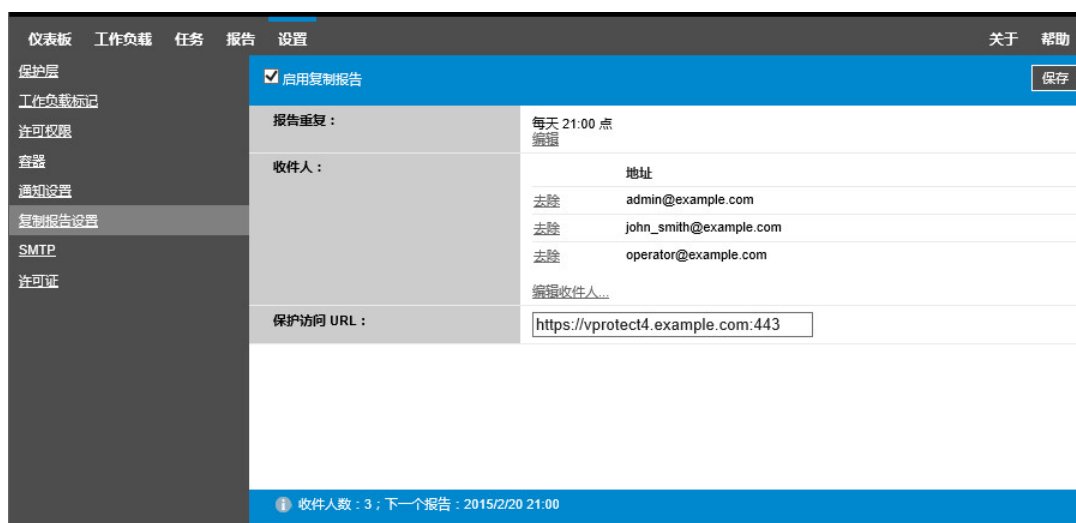 仪表板 工作负载 任务 报告 设置 关于 帮助
保护层
工作负载标记
许可权限
容器
通知设置
复制报告设置
SMTP
许可证
启用复制报告 保存
报告重复： 每天 21:00 点
编辑
收件人： 地址
去除 admin@example.com
去除 john_smith@example.com
去除 operator@example.com
编辑收件人...
保护访问 URL： https://vprotect4.example.com:443
收件人数：3；下一个报告：2015/2/20 21:00